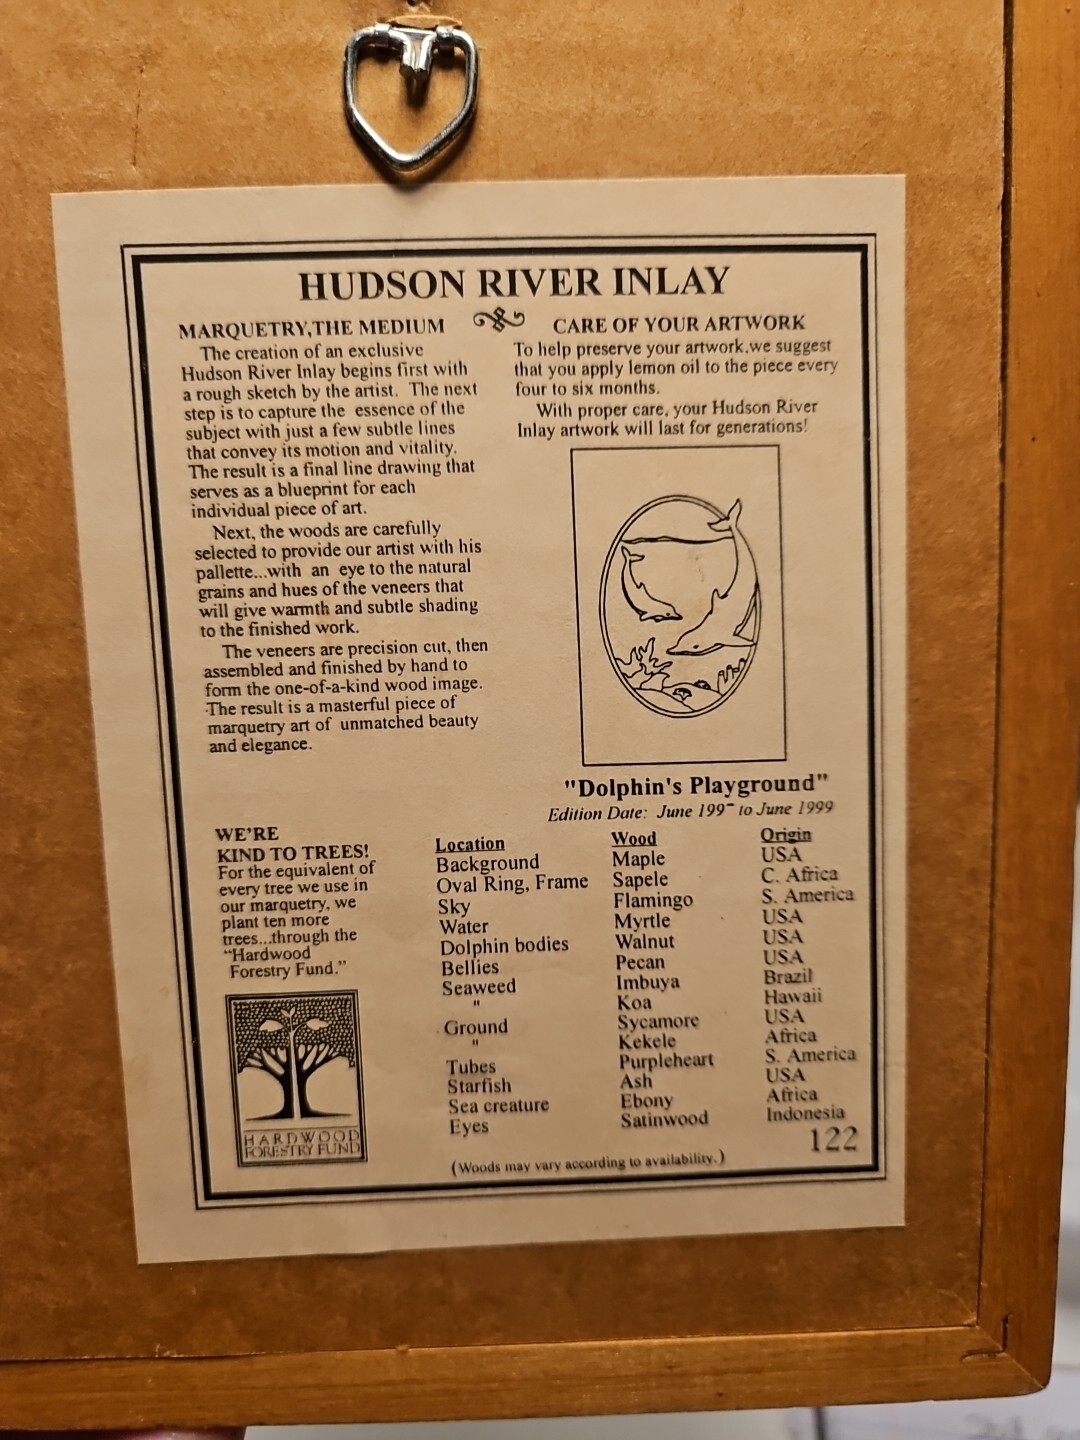 HUDSON RIVER INLAY
MARQUETRY,THE MEDIUM
The creation of an exclusive
Hudson River Inlay begins first with
a rough sketch by the artist. The next
step is to capture the essence of the
subject with just a few subtle lines
that convey its motion and vitality.
The result is a final line drawing that
serves as a blueprint for each
individual piece of art.
Next, the woods are carefully
selected to provide our artist with his
pallette...with an eye to the natural
grains and hues of the veneers that
will give warmth and subtle shading
to the finished work.
The veneers are precision cut, then
assembled and finished by hand to
form the one-of-a-kind wood image.
The result is a masterful piece of
marquetry art of unmatched beauty
and elegance.
CARE OF YOUR ARTWORK
To help preserve your artwork,we suggest
that you apply lemon oil to the piece every
four to six months.
With proper care, your Hudson River
Inlay artwork will last for generations!
"Dolphin's Playground"
Edition Date: June to June 1999
WE'RE
KIND TO TREES!
For the equivalent of
every tree we use in
our marquetry, we
plant ten more
trees...through the
"Hardwood
Forestry Fund."
HARDWOOD
FORESTRY FUND
Location Wood Origin
Background Maple USA
Oval Ring, Frame Sapele C. Africa
Sky Flamingo S. America
Water Myrtle USA
Dolphin bodies Walnut USA
Bellies Pecan USA
Seaweed Imbuya Brazil
" Koa Hawaii
Ground Sycamore USA
" Kekele Africa
Tubes Purpleheart S. America
Starfish Ash USA
Sea creature Ebony Africa
Eyes Satinwood Indonesia
122
(Woods may vary according to availability.)